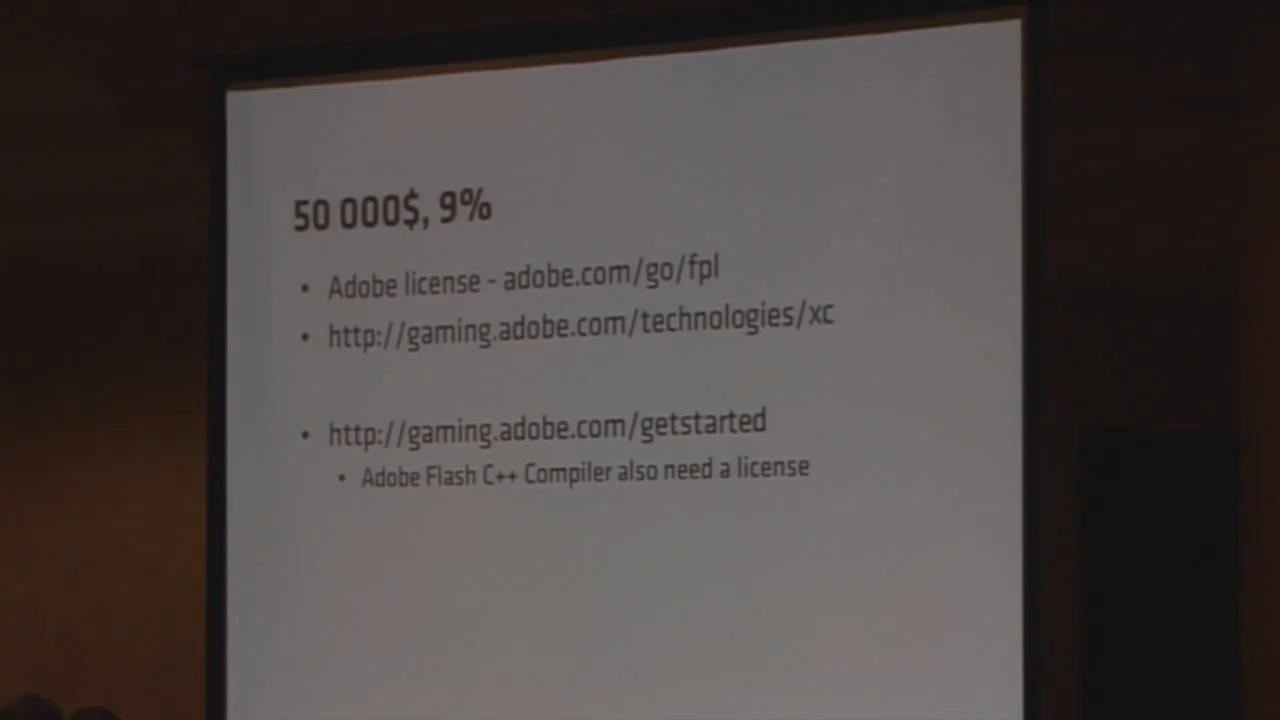 50 000$, 9%
• Adobe license - adobe.com/go/fpl
• http://gaming.adobe.com/technologies/xc
• http://gaming.adobe.com/getstarted
• Adobe Flash C++ Compiler also need a license